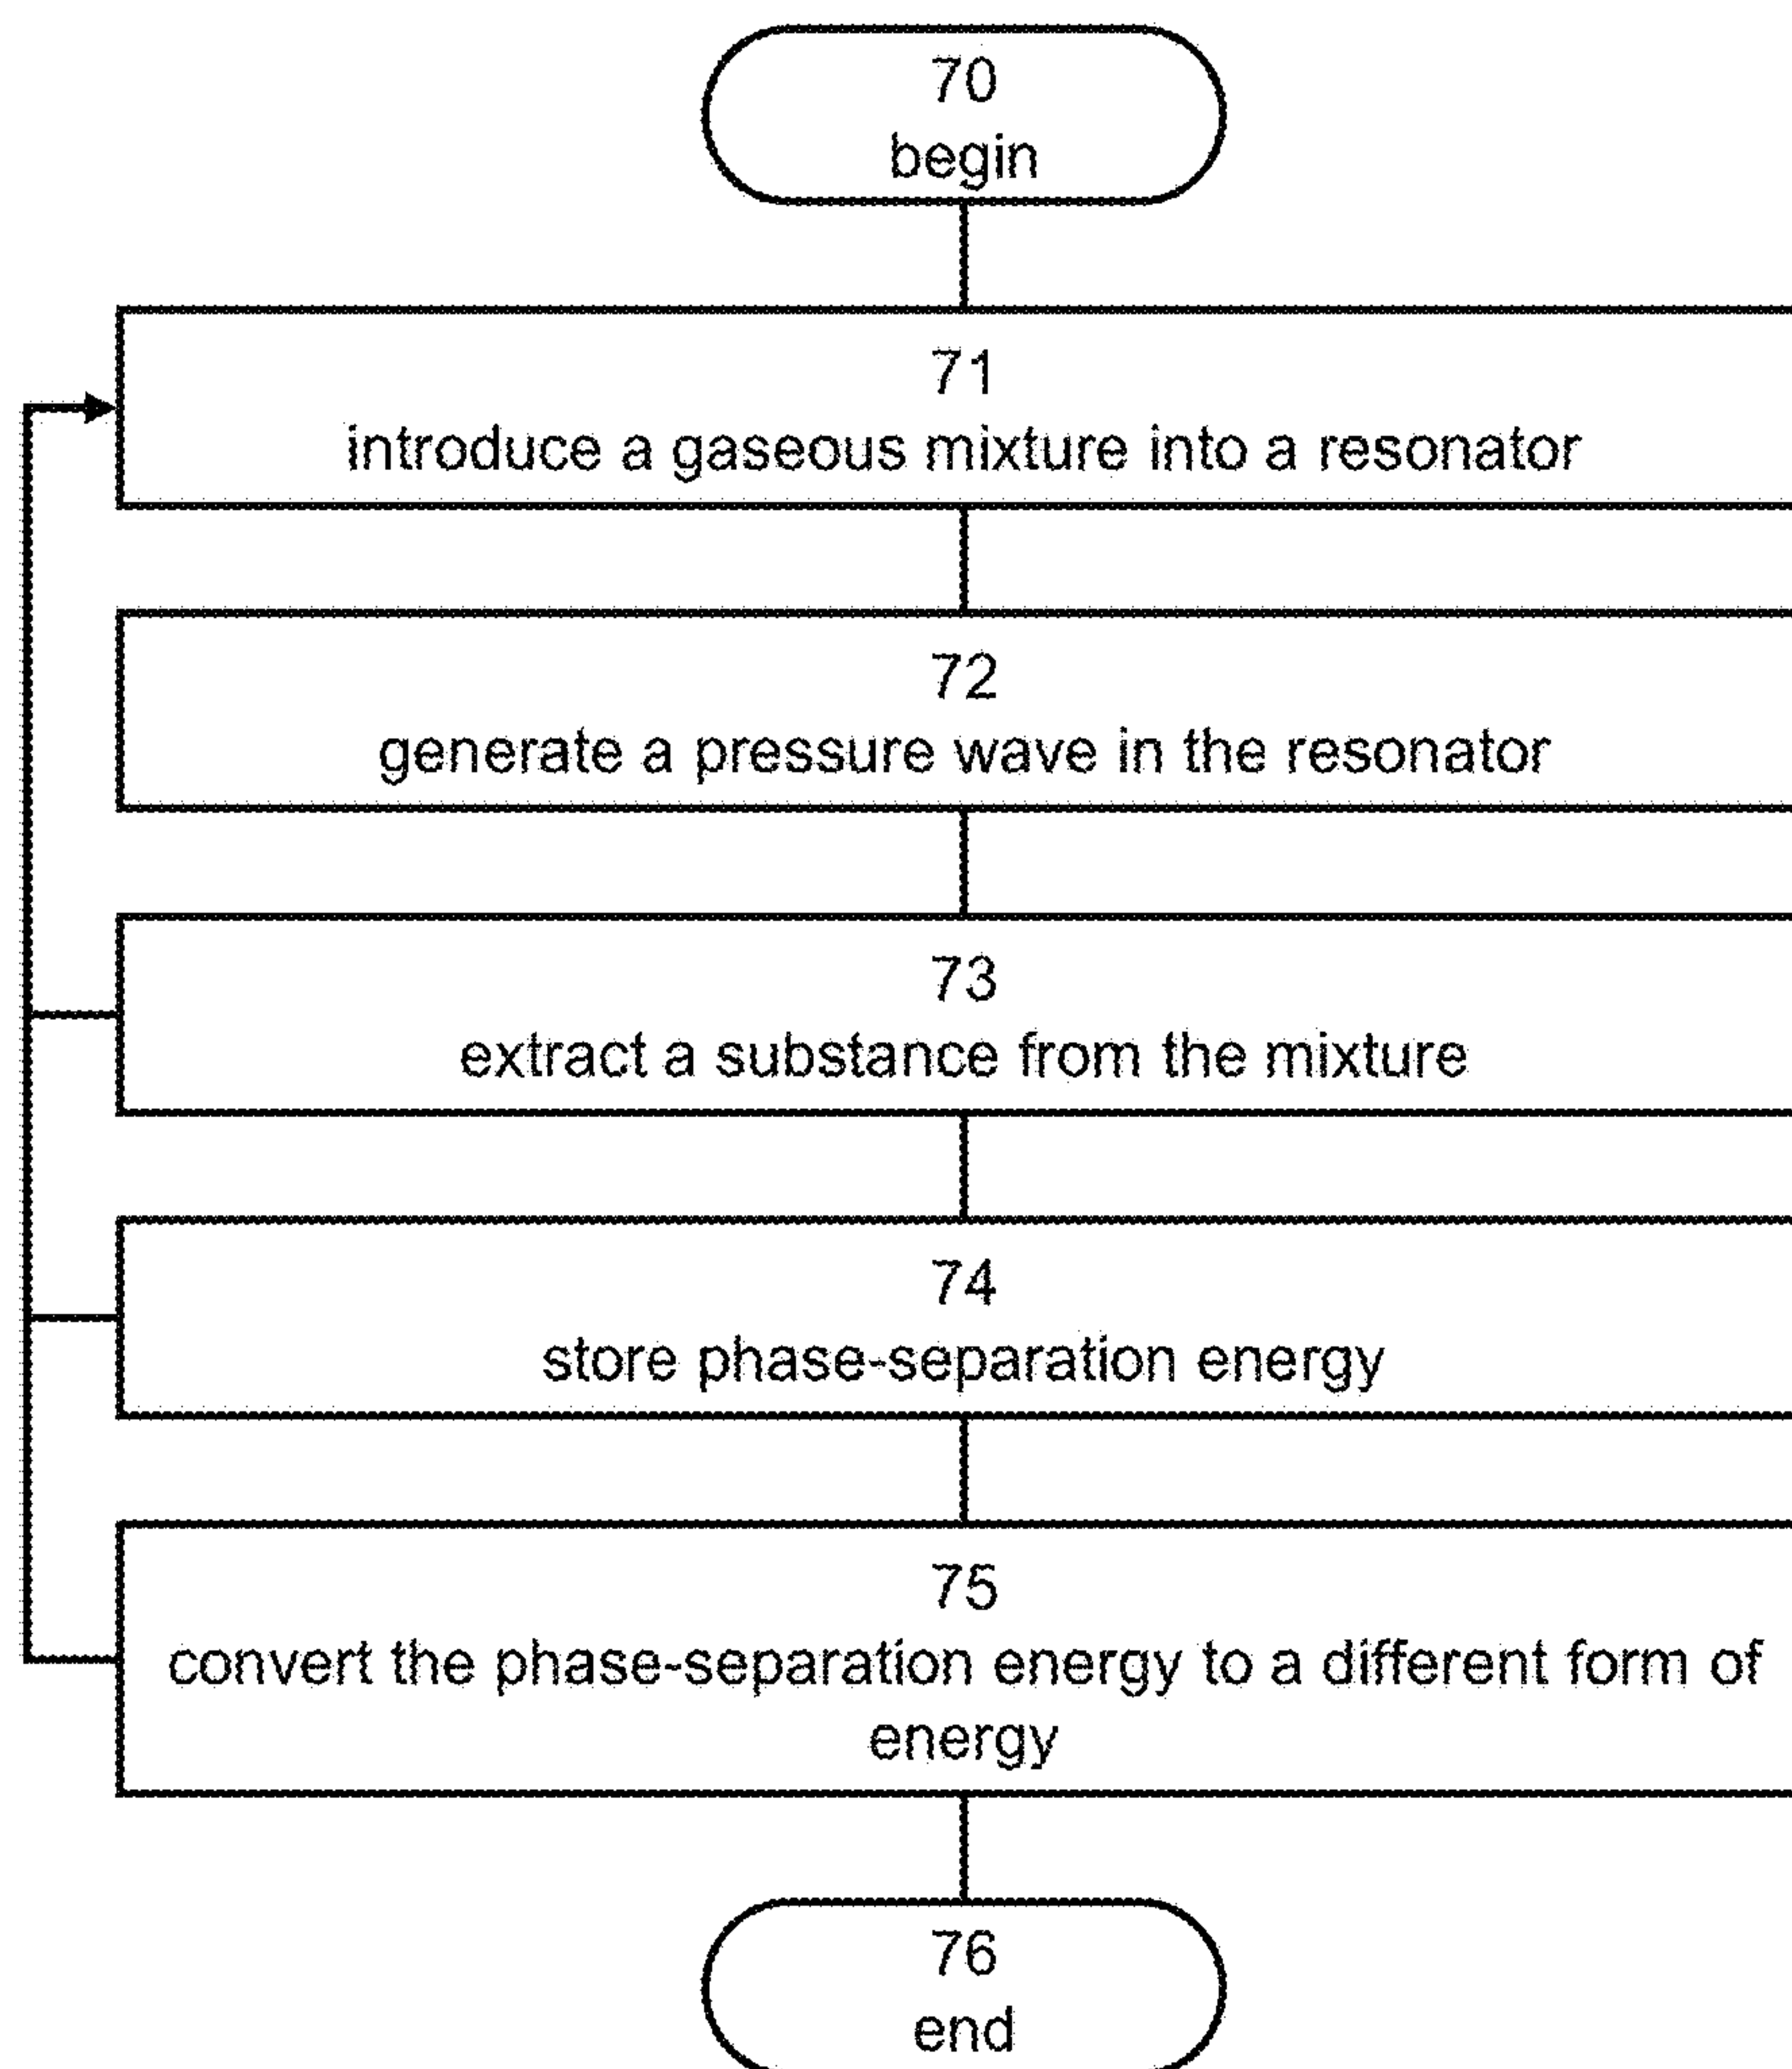 70
begin
71
introduce a gaseous mixture into a resonator
72
generate a pressure wave in the resonator
73
extract a substance from the mixture
74
store phase-separation energy
75
convert the phase-separation energy to a different form of
energy
76
end